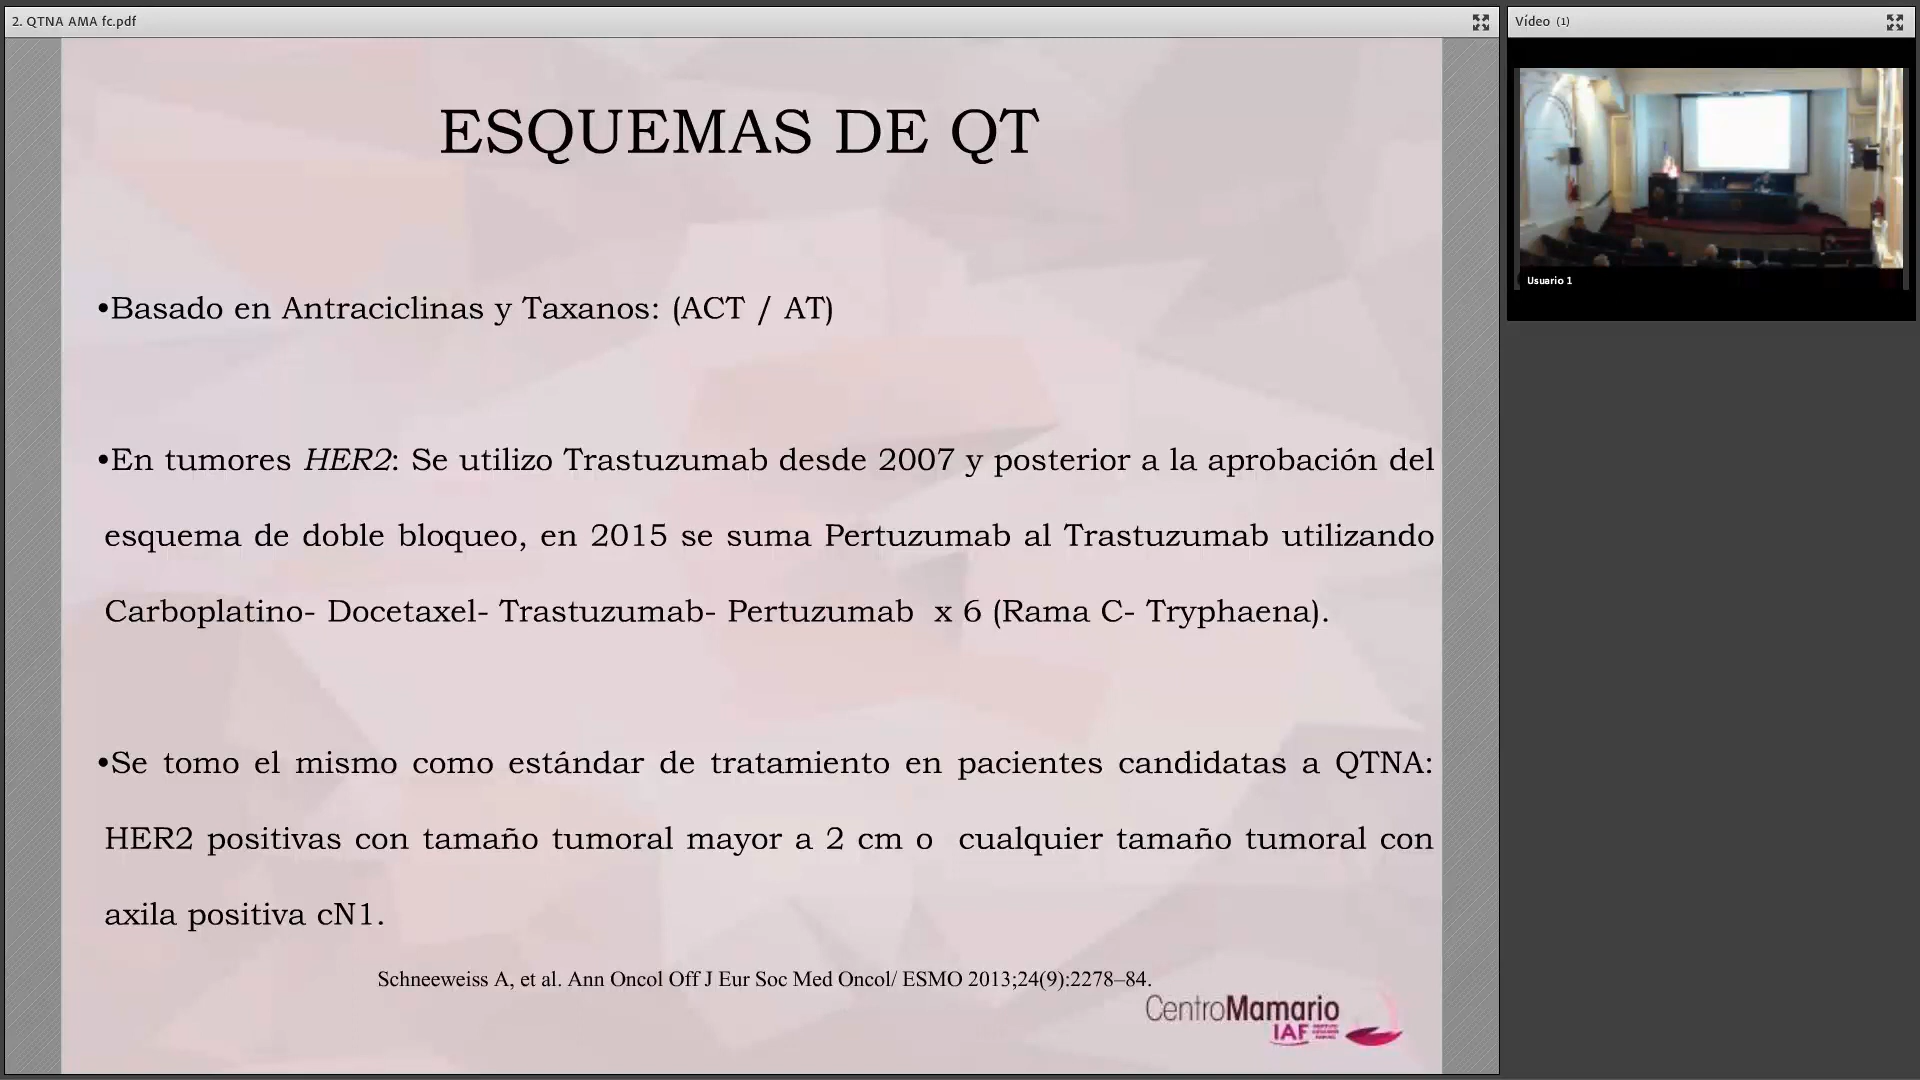 2. QTNA AMA fc.pdf
Vídeo (1)
ESQUEMAS DE QT
•Basado en Antraciclinas y Taxanos: (ACT / AT)
•En tumores HER2: Se utilizo Trastuzumab desde 2007 y posterior a la aprobación del
esquema de doble bloqueo, en 2015 se suma Pertuzumab al Trastuzumab utilizando
Carboplatino- Docetaxel- Trastuzumab- Pertuzumab x 6 (Rama C- Tryphaena).
•Se tomo el mismo como estándar de tratamiento en pacientes candidatas a QTNA:
HER2 positivas con tamaño tumoral mayor a 2 cm o cualquier tamaño tumoral con
axila positiva cN1.
Schneeweiss A, et al. Ann Oncol Off J Eur Soc Med Oncol/ ESMO 2013;24(9):2278–84.
CentroMamario
IAF
Usuario 1